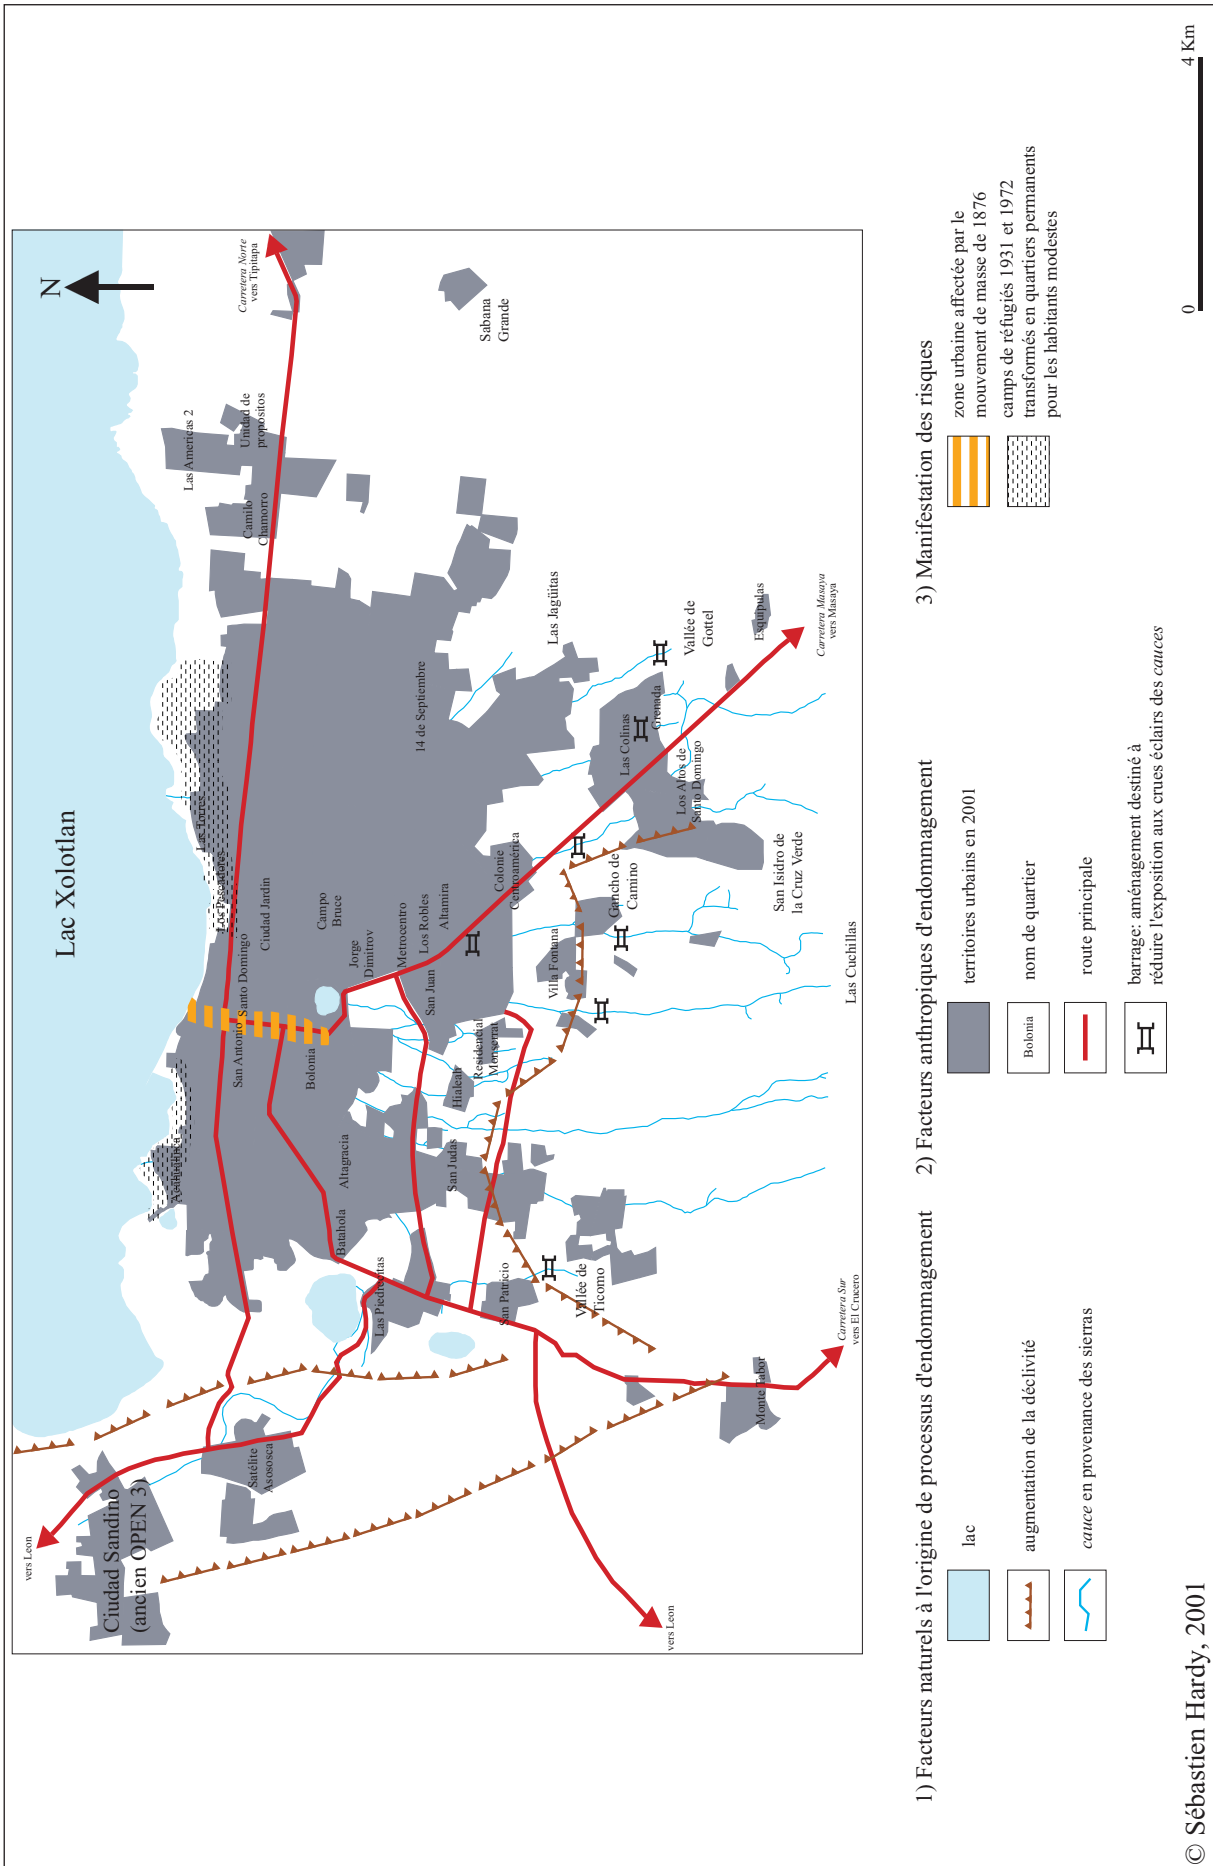 Lac Xolotlan
N
vers Leon
Ciudad Sandino
(ancien OPEN 3)
Satélite
Asososca
Acahualinca
San Antonio
Santo Domingo
Los Pescadores
Las Torres
Las Americas 2
Camilo
Chamorro
Unidad de
propositos
Carretera Norte
vers Tipitapa
Bolonia
Ciudad Jardin
Campo
Bruce
Jorge
Dimitrov
Altagracia
Batahola
Las Piedrecitas
Metrocentro
Los Robles
Altamira
San Juan
14 de Septiembre
Sabana
Grande
San Judas
Hialeah
Residencial
Monserrat
Colonie
Centroamérica
Las Jagüitas
San Patricio
Villa Fontana
Vallée de
Ticomo
Gancho de
Camino
Las Colinas
Grenada
Vallée de
Gottel
Los Altos de
Santo Domingo
Esquipulas
San Isidro de
la Cruz Verde
Monte Tabor
vers Leon
Carretera Sur
vers El Crucero
Las Cuchillas
Carretera Masaya
vers Masaya
1) Facteurs naturels à l'origine de processus d'endommagement
lac
augmentation de la déclivité
cauce en provenance des sierras
2) Facteurs anthropiques d'endommagement
territoires urbains en 2001
Bolonia
nom de quartier
route principale
barrage: aménagement destiné à
réduire l'exposition aux crues éclairs des cauces
3) Manifestation des risques
zone urbaine affectée par le
mouvement de masse de 1876
camps de réfugiés 1931 et 1972
transformés en quartiers permanents
pour les habitants modestes
0
4 Km
© Sébastien Hardy, 2001